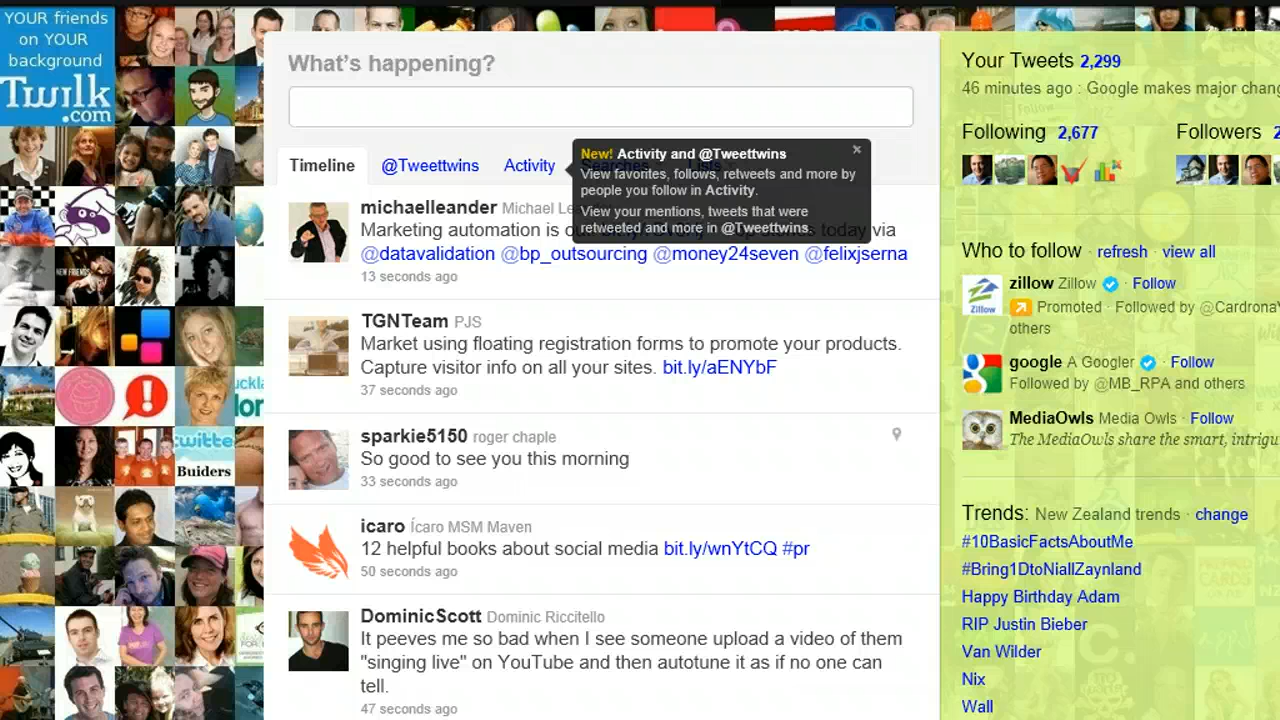 YOUR friends
on YOUR
background
Twilk
.com
What's happening?
Timeline
@Tweettwins
Activity
Searches
Lists
New! Activity and @Tweettwins
View favorites, follows, retweets and more by
people you follow in Activity.
View your mentions, tweets that were
retweeted and more in @Tweettwins.
michaelleander Michael
Marketing automation is today via
@datavalidation @bp_outsourcing @money24seven @felixjserna
13 seconds ago
TGNTeam PJS
Market using floating registration forms to promote your products.
Capture visitor info on all your sites. bit.ly/aENYbF
37 seconds ago
sparkie5150 roger chaple
So good to see you this morning
33 seconds ago
icaro Ícaro MSM Maven
12 helpful books about social media bit.ly/wnYtCQ #pr
50 seconds ago
DominicScott Dominic Riccitello
It peeves me so bad when I see someone upload a video of them
"singing live" on YouTube and then autotune it as if no one can
tell.
47 seconds ago
Your Tweets 2,299
46 minutes ago : Google makes major chang
Following 2,677
Followers 2
Who to follow · refresh · view all
zillow Zillow · Follow
Promoted · Followed by @Cardrona
others
Zillow
google A Googler · Follow
Followed by @MB_RPA and others
MediaOwls Media Owls · Follow
The MediaOwls share the smart, intrigu
Trends: New Zealand trends · change
#10BasicFactsAboutMe
#Bring1DtoNiallZaynland
Happy Birthday Adam
RIP Justin Bieber
Van Wilder
Nix
Wall
NEW FRIENDS
twitte
Buiders